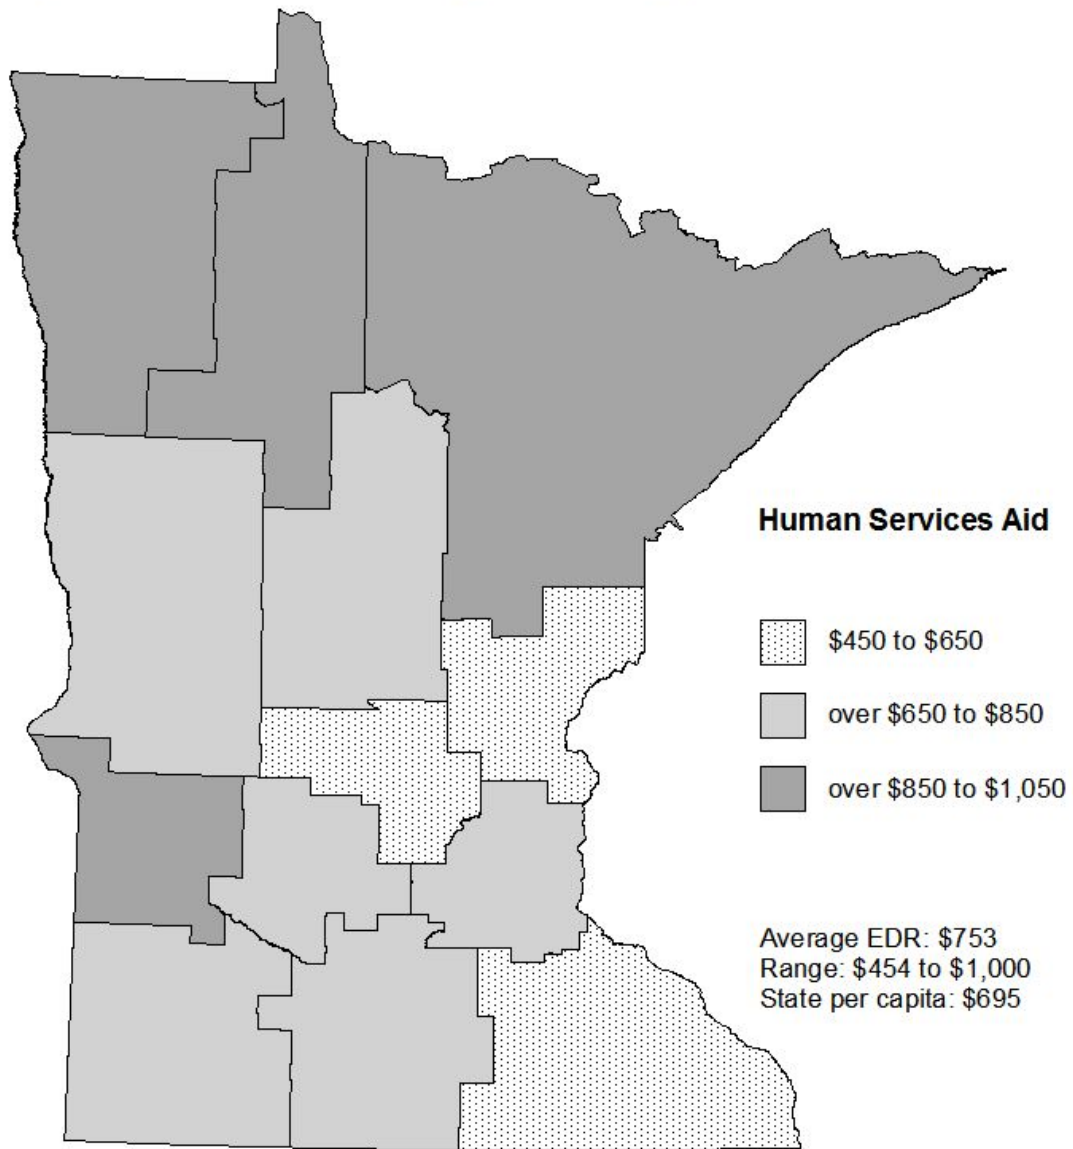 Human Services Aid
$450 to $650
over $650 to $850
over $850 to $1,050
Average EDR: $753
Range: $454 to $1,000
State per capita: $695